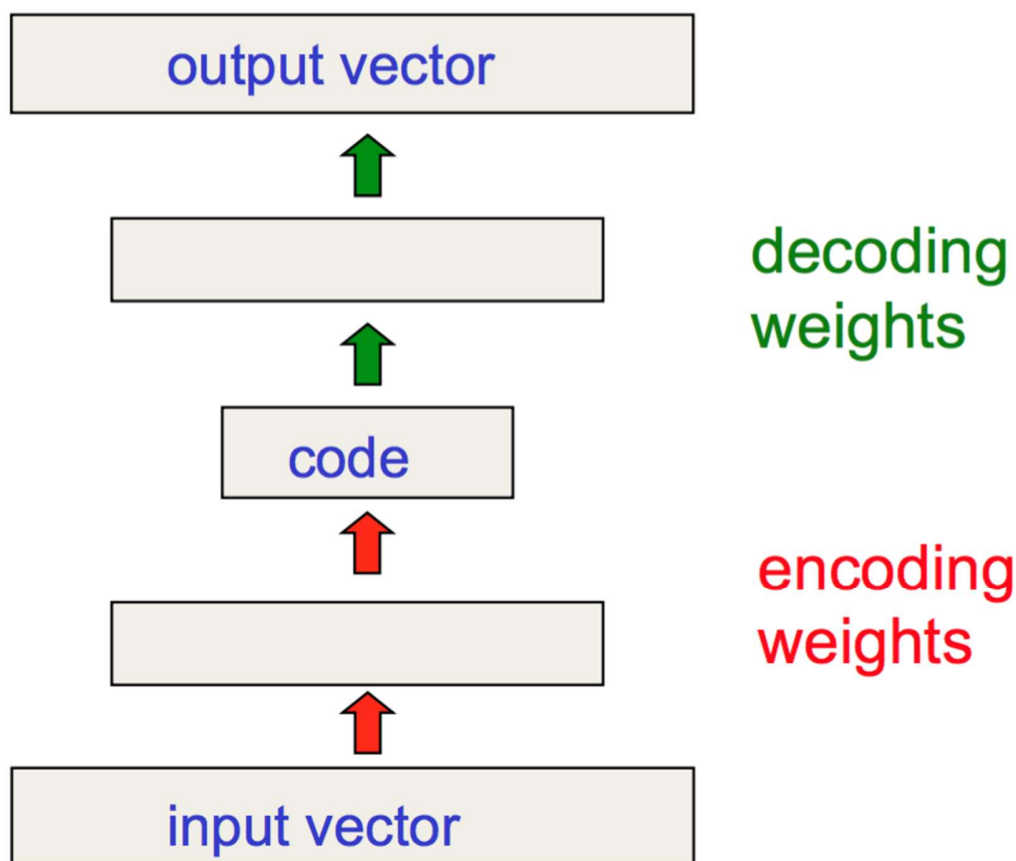 output vector
decoding
weights
code
encoding
weights
input vector